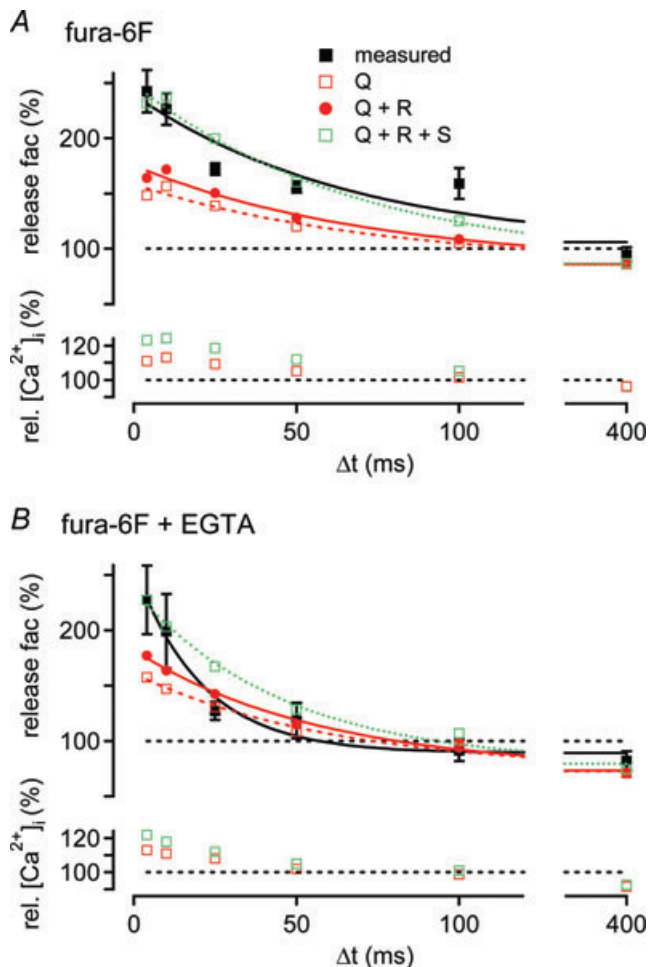 A fura-6F
measured
Q
Q + R
Q + R + S
release fac (%)
200
100
rel. [Ca2+]i (%)
120
100
0
50
100
400
Δt (ms)
B fura-6F + EGTA
release fac (%)
200
100
rel. [Ca2+]i (%)
120
100
0
50
100
400
Δt (ms)